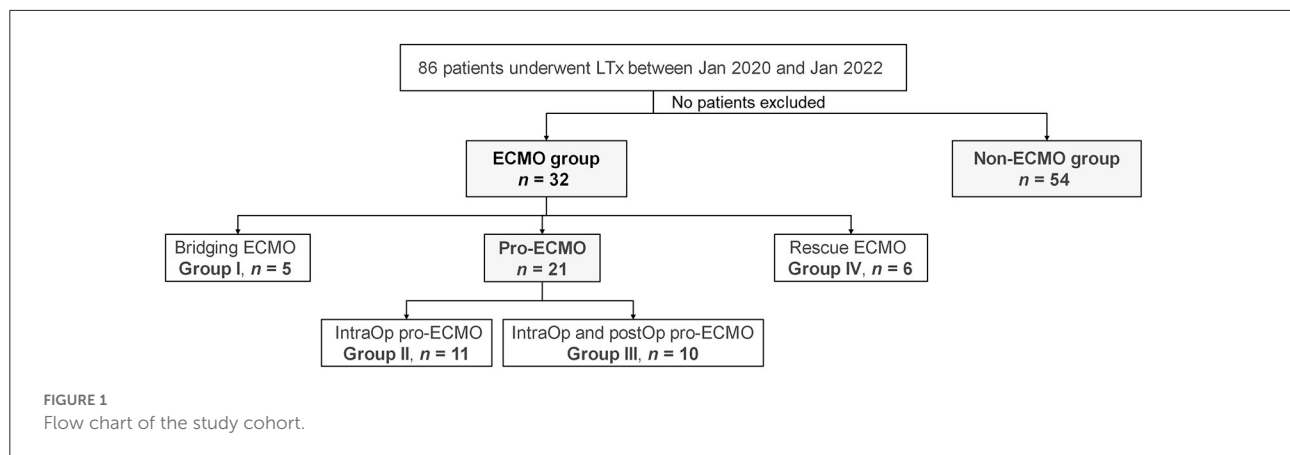 86 patients underwent LTx between Jan 2020 and Jan 2022
No patients excluded
ECMO group
n = 32
Non-ECMO group
n = 54
Bridging ECMO
Group I, n = 5
Pro-ECMO
n = 21
Rescue ECMO
Group IV, n = 6
IntraOp pro-ECMO
Group II, n = 11
IntraOp and postOp pro-ECMO
Group III, n = 10
FIGURE 1
Flow chart of the study cohort.